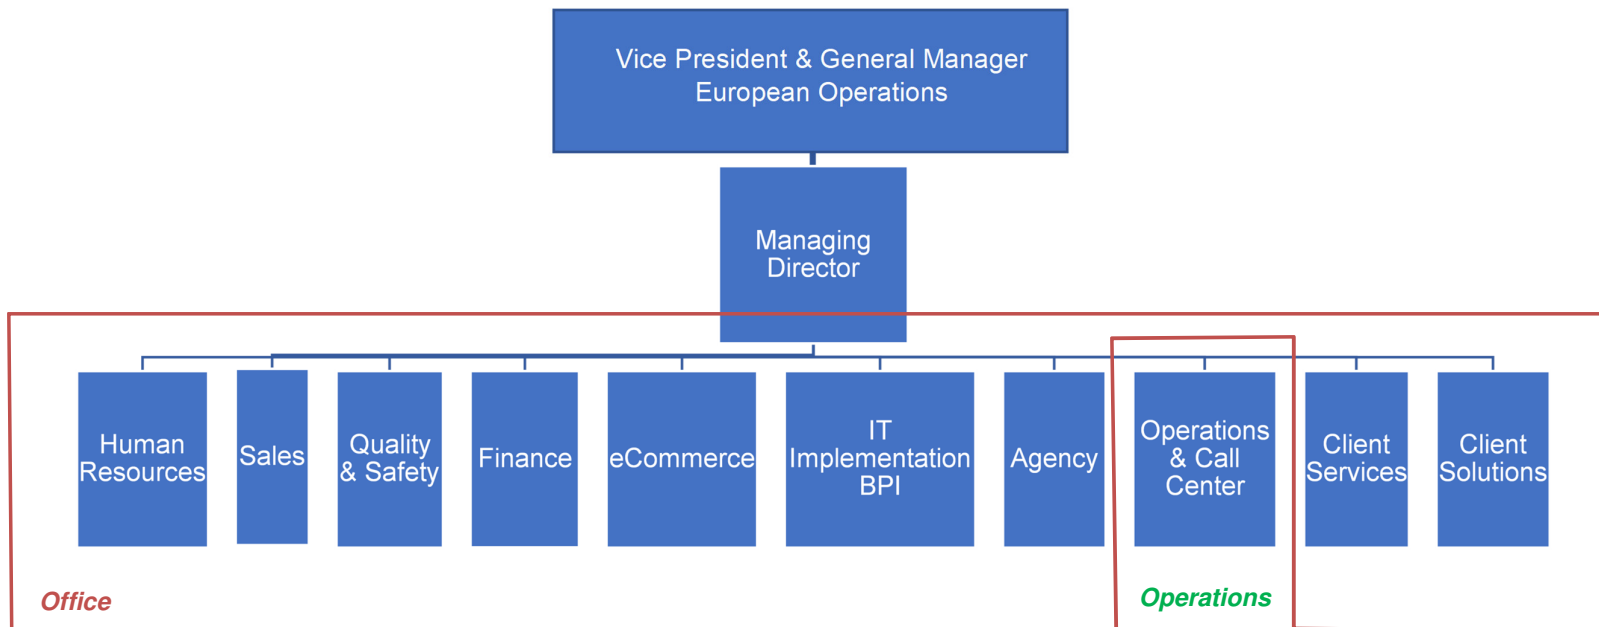 Vice President & General Manager
European Operations
Managing
Director
Human
Resources
Sales
Quality
& Safety
Finance
eCommerce
IT
Implementation
BPI
Agency
Operations
& Call
Center
Client
Services
Client
Solutions
Office
Operations